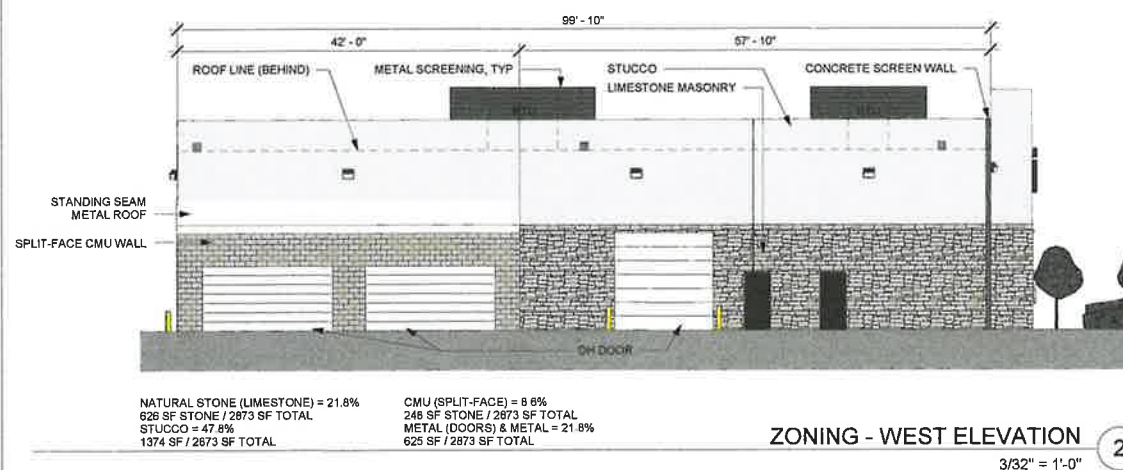 99' - 10"
42' - 0"
57' - 10"
ROOF LINE (BEHIND)
METAL SCREENING, TYP
STUCCO
CONCRETE SCREEN WALL
LIMESTONE MASONRY
RTU
RTU
STANDING SEAM
METAL ROOF
SPLIT-FACE CMU WALL
OH DOOR
NATURAL STONE (LIMESTONE) = 21.8%
626 SF STONE / 2873 SF TOTAL
STUCCO = 47.8%
1374 SF / 2873 SF TOTAL
CMU (SPLIT-FACE) = 8.6%
248 SF STONE / 2873 SF TOTAL
METAL (DOORS) & METAL = 21.8%
625 SF / 2873 SF TOTAL
ZONING - WEST ELEVATION
2
3/32" = 1'-0"